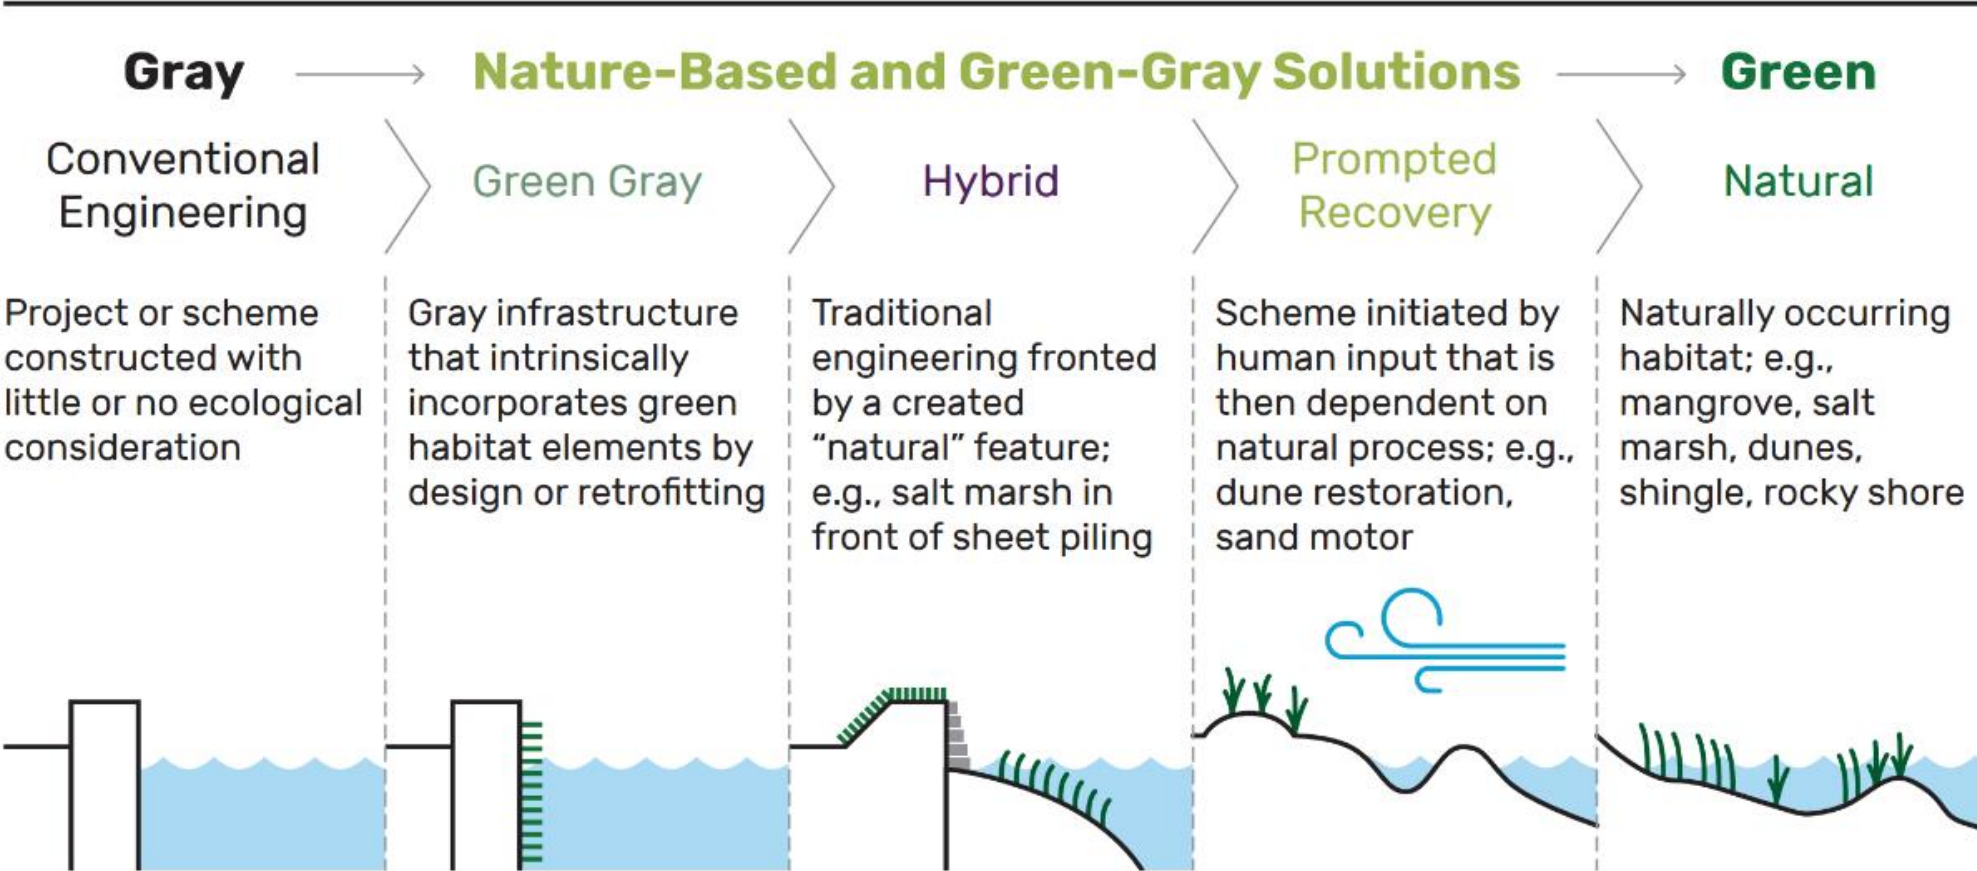 Gray
Nature-Based and Green-Gray Solutions
Green
Conventional
Engineering
Green Gray
Hybrid
Prompted
Recovery
Natural
Project or scheme
constructed with
little or no ecological
consideration
Gray infrastructure
that intrinsically
incorporates green
habitat elements by
design or retrofitting
Traditional
engineering fronted
by a created
“natural” feature;
e.g., salt marsh in
front of sheet piling
Scheme initiated by
human input that is
then dependent on
natural process; e.g.,
dune restoration,
sand motor
Naturally occurring
habitat; e.g.,
mangrove, salt
marsh, dunes,
shingle, rocky shore